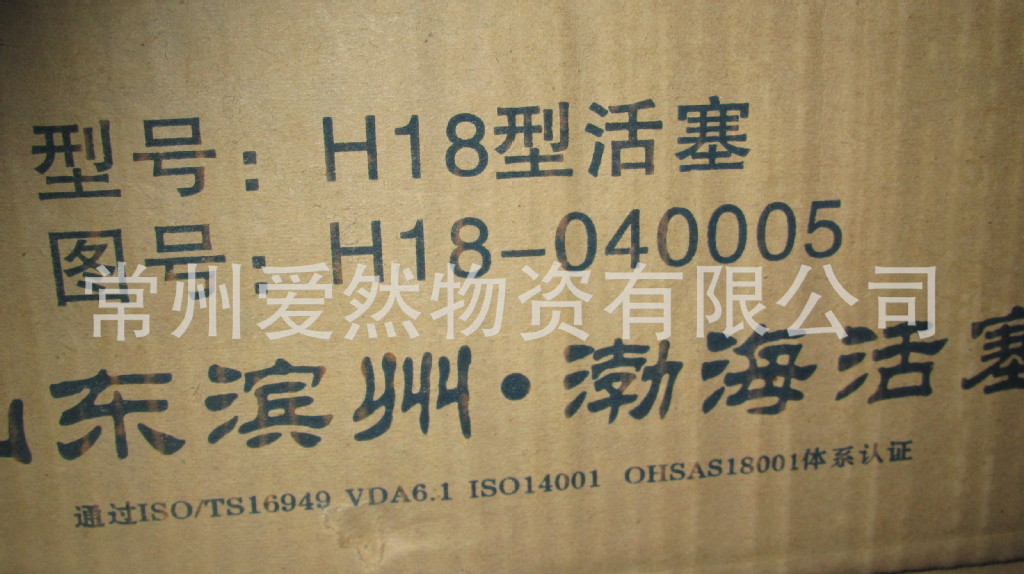 型号：H18型活塞
图号：H18-040005
常州爱然物资有限公司
山东滨州·渤海活塞
通过ISO/TS16949 VDA6.1 ISO14001 OHSAS18001体系认证